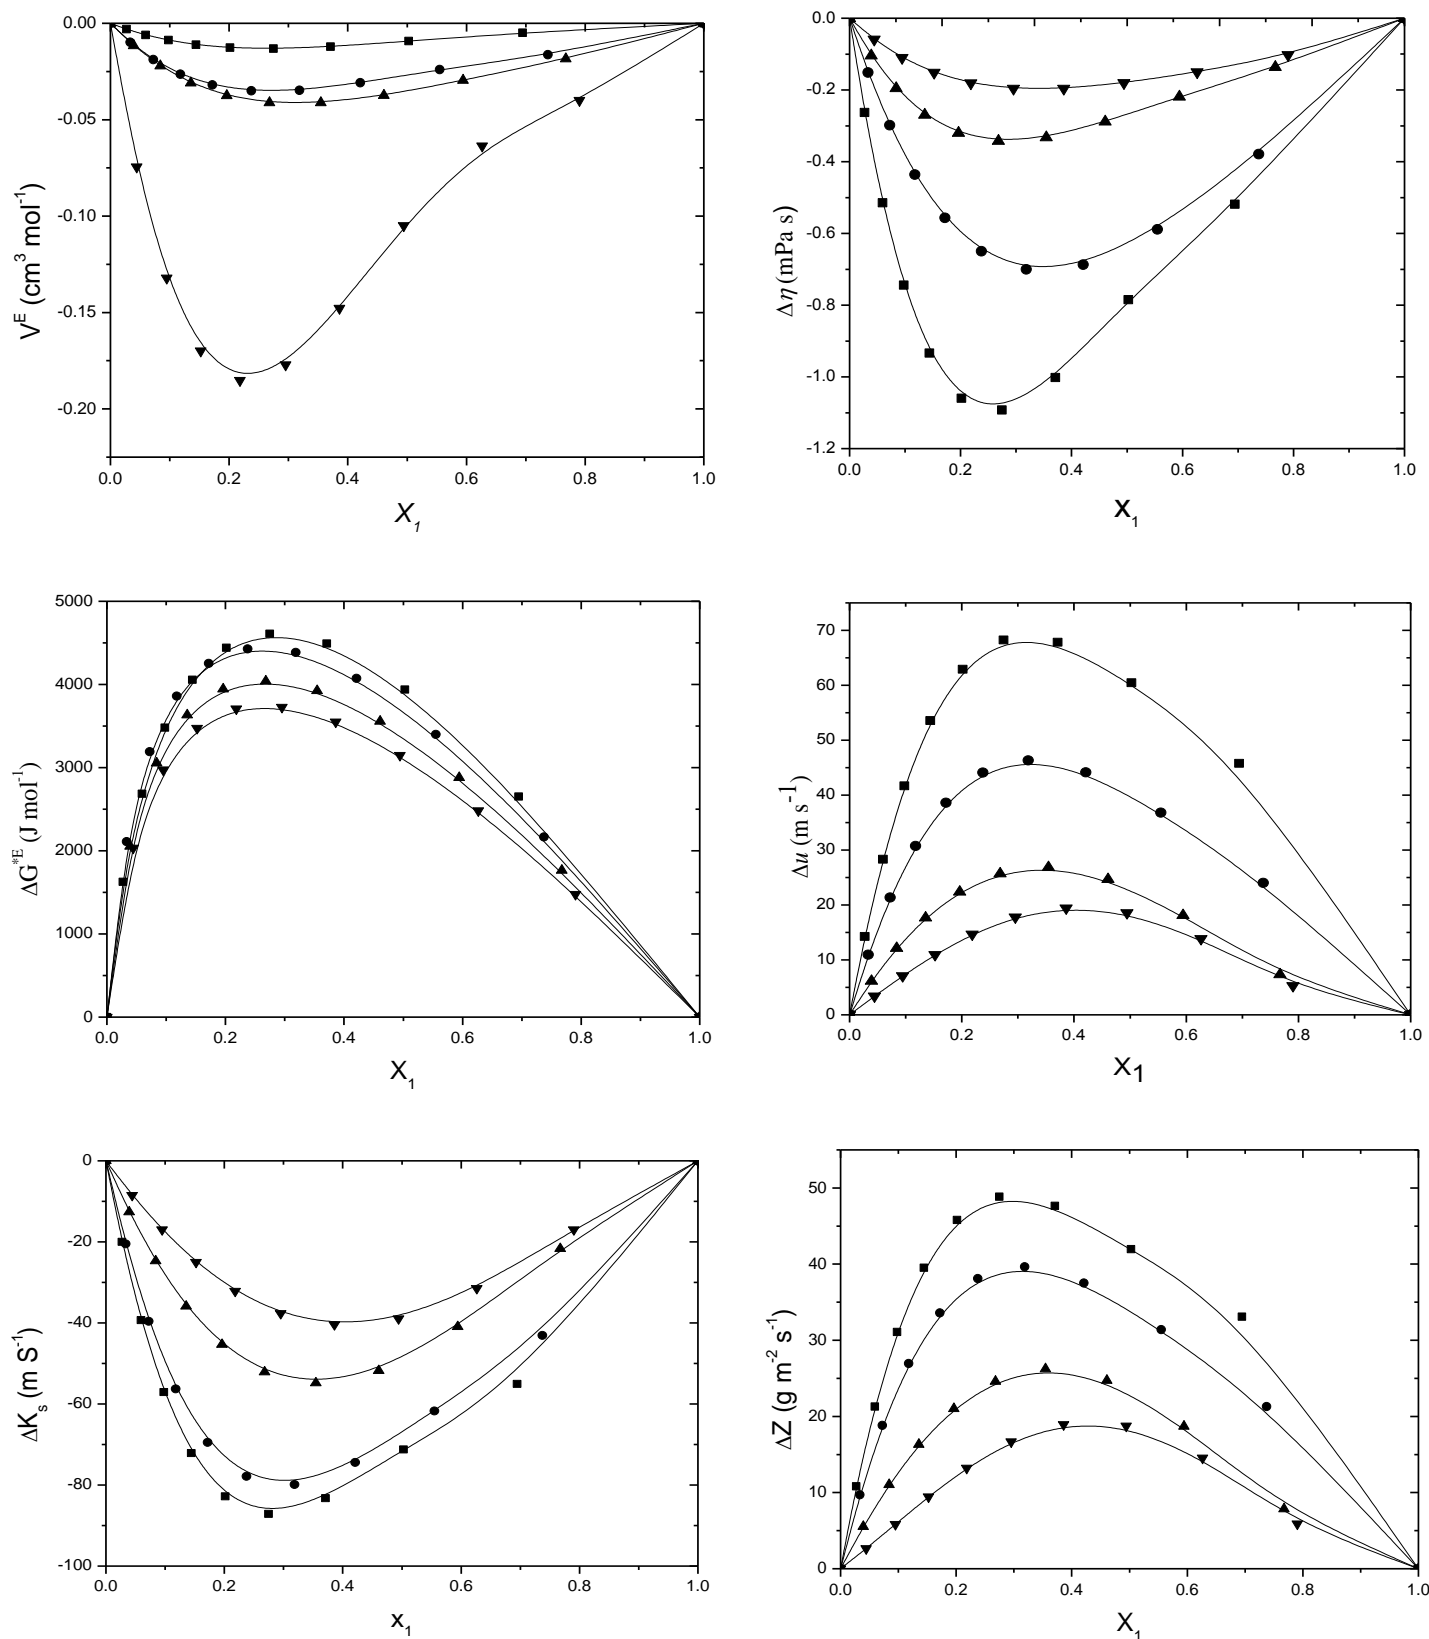 0.00
-0.05
-0.10
-0.15
-0.20
V^E (cm^3 mol^-1)
0.0 0.2 0.4 0.6 0.8 1.0
X_1
0.0
-0.2
-0.4
-0.6
-0.8
-1.0
-1.2
Δη (mPa s)
0.0 0.2 0.4 0.6 0.8 1.0
X_1
5000
4000
3000
2000
1000
0
ΔG^*E (J mol^-1)
0.0 0.2 0.4 0.6 0.8 1.0
X_1
70
60
50
40
30
20
10
0
Δu (m s^-1)
0.0 0.2 0.4 0.6 0.8 1.0
X_1
0
-20
-40
-60
-80
-100
ΔK_s (m S^-1)
0.0 0.2 0.4 0.6 0.8 1.0
x_1
50
40
30
20
10
0
ΔZ (g m^-2 s^-1)
0.0 0.2 0.4 0.6 0.8 1.0
X_1